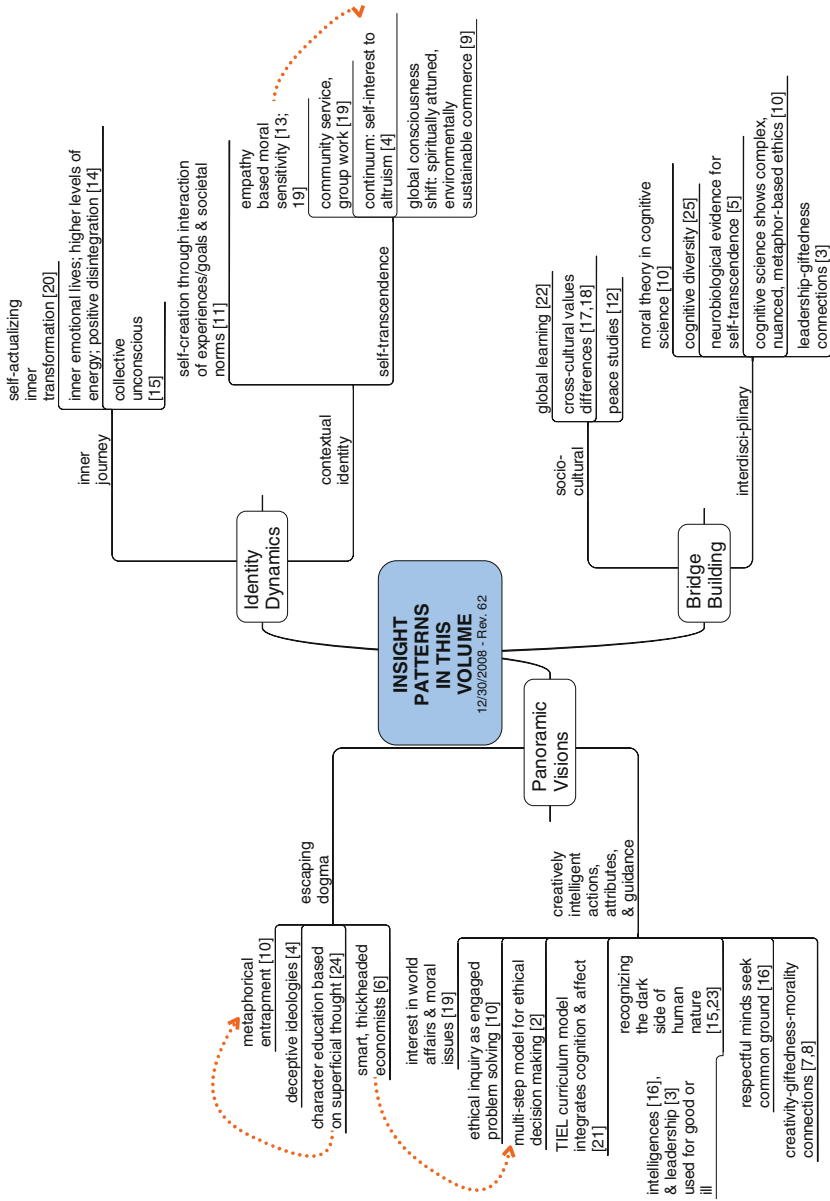 INSIGHT
PATTERNS
IN THIS
VOLUME
12/30/2008 - Rev. 62
Identity
Dynamics
inner
journey
self-actualizing
inner
transformation [20]
inner emotional lives; higher levels of
energy; positive disintegration [14]
collective
unconscious
[15]
contextual
identity
self-creation through interaction
of experiences/goals & societal
norms [11]
self-transcendence
empathy
based moral
sensitivity [13;
19]
community service,
group work [19]
continuum: self-interest to
altruism [4]
global consciousness
shift: spiritually attuned,
environmentally
sustainable commerce [9]
Bridge
Building
socio-
cultural
global learning [22]
cross-cultural values
differences [17,18]
peace studies [12]
interdisci-plinary
moral theory in cognitive
science [10]
cognitive diversity [25]
neurobiological evidence for
self-transcendence [5]
cognitive science shows complex,
nuanced, metaphor-based ethics [10]
leadership-giftedness
connections [3]
Panoramic
Visions
escaping
dogma
metaphorical
entrapment [10]
deceptive ideologies [4]
character education based
on superficial thought [24]
smart, thickheaded
economists [6]
creatively
intelligent
actions,
attributes,
& guidance
interest in world
affairs & moral
issues [19]
ethical inquiry as engaged
problem solving [10]
multi-step model for ethical
decision making [2]
TIEL curriculum model
integrates cognition & affect
[21]
recognizing
the dark
side of
human
nature
[15,23]
intelligences [16],
& leadership [3]
used for good or
ill
respectful minds seek
common ground [16]
creativity-giftedness-morality
connections [7,8]